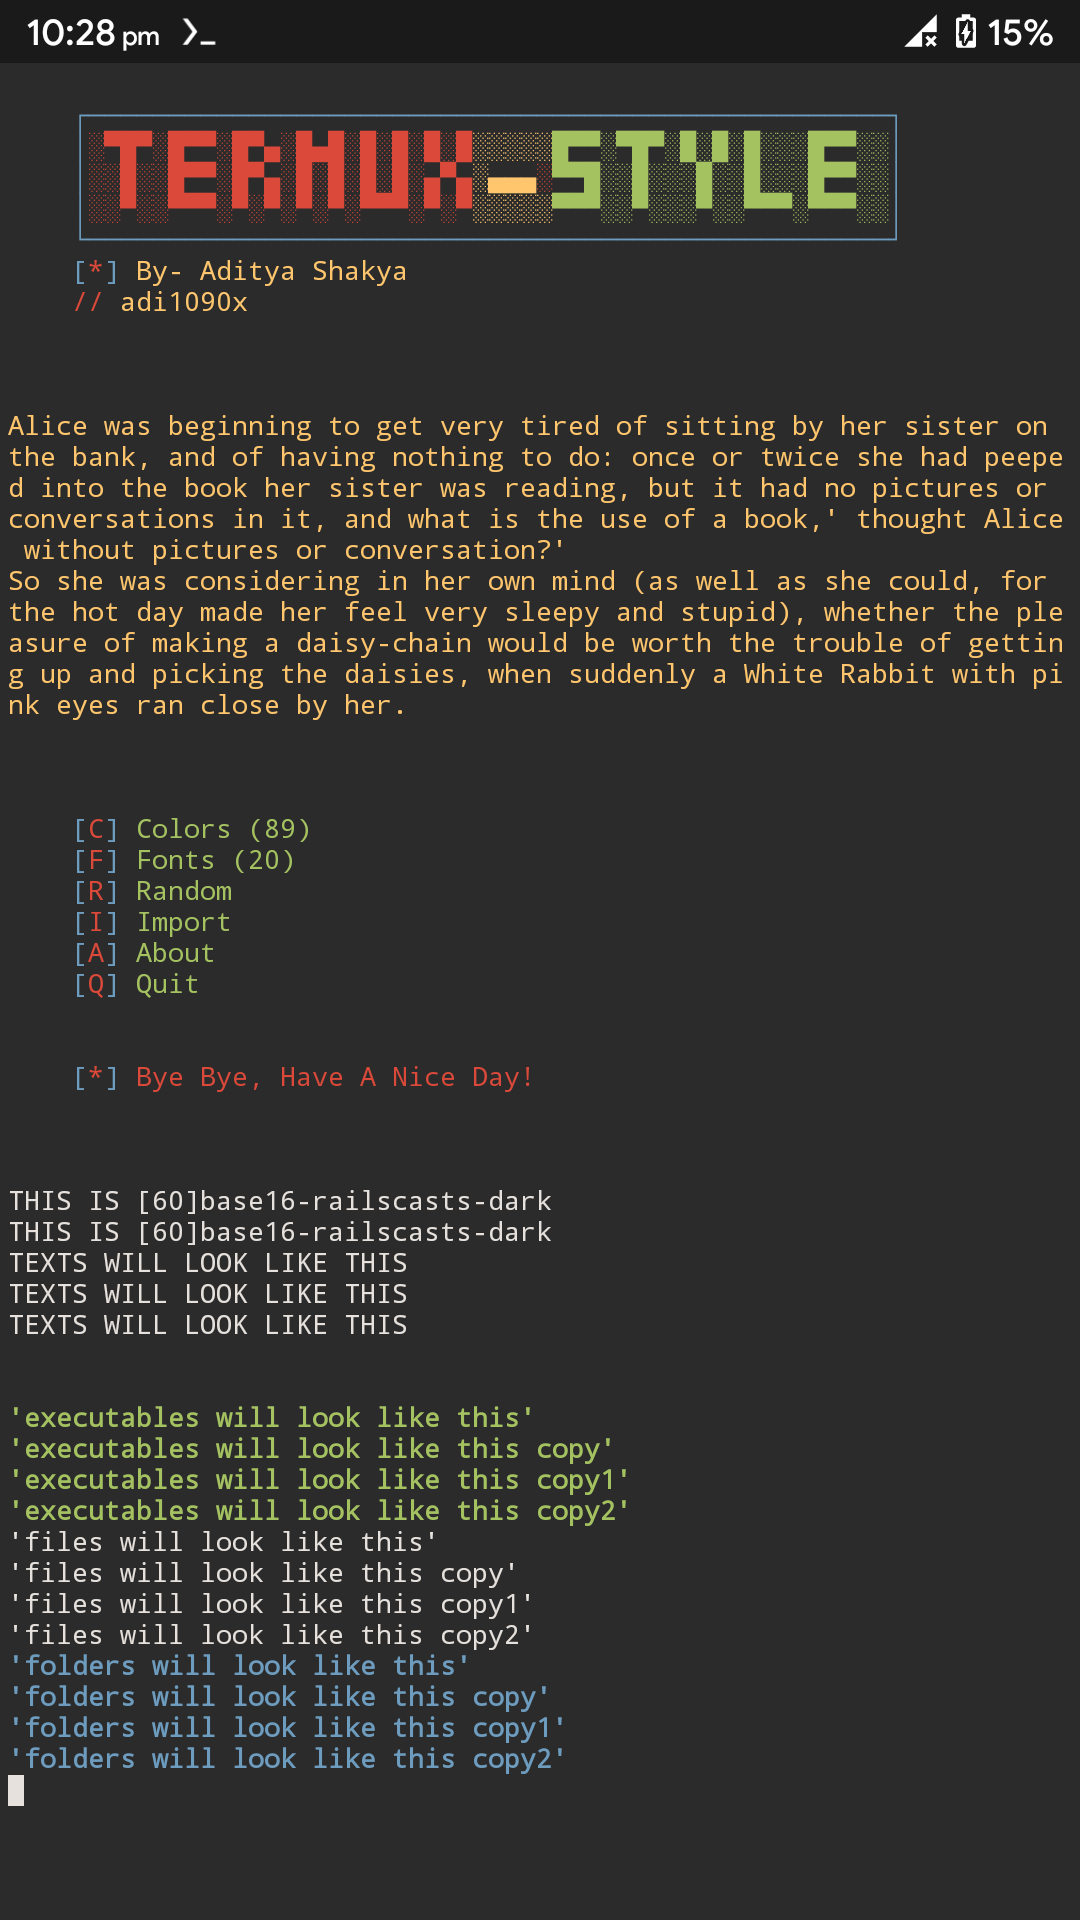 10:28 pm 15%
TERMUX-STYLE
[*] By- Aditya Shakya
// adi1090x
Alice was beginning to get very tired of sitting by her sister on
the bank, and of having nothing to do: once or twice she had peepe
d into the book her sister was reading, but it had no pictures or
conversations in it, and what is the use of a book,' thought Alice
without pictures or conversation?'
So she was considering in her own mind (as well as she could, for
the hot day made her feel very sleepy and stupid), whether the ple
asure of making a daisy-chain would be worth the trouble of gettin
g up and picking the daisies, when suddenly a White Rabbit with pi
nk eyes ran close by her.
[C] Colors (89)
[F] Fonts (20)
[R] Random
[I] Import
[A] About
[Q] Quit
[*] Bye Bye, Have A Nice Day!
THIS IS [60]base16-railscasts-dark
THIS IS [60]base16-railscasts-dark
TEXTS WILL LOOK LIKE THIS
TEXTS WILL LOOK LIKE THIS
TEXTS WILL LOOK LIKE THIS
'executables will look like this'
'executables will look like this copy'
'executables will look like this copy1'
'executables will look like this copy2'
'files will look like this'
'files will look like this copy'
'files will look like this copy1'
'files will look like this copy2'
'folders will look like this'
'folders will look like this copy'
'folders will look like this copy1'
'folders will look like this copy2'